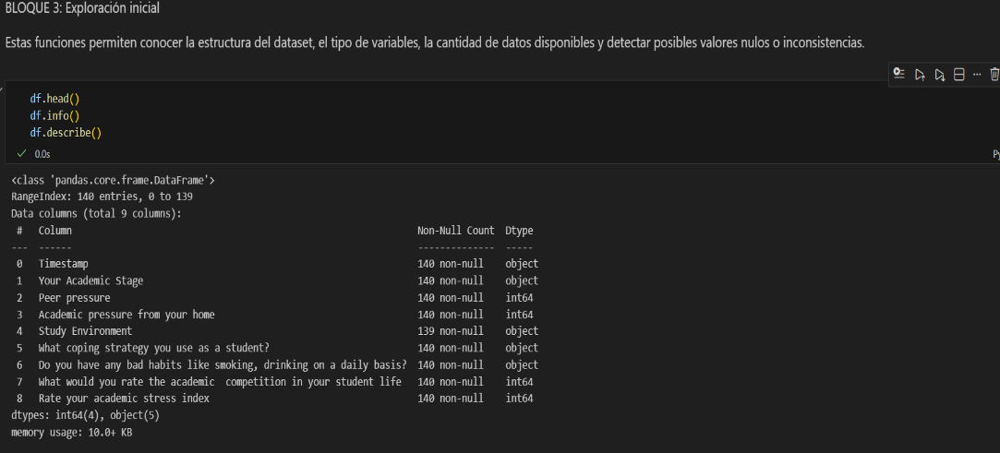 BLOQUE 3: Exploración inicial
Estas funciones permiten conocer la estructura del dataset, el tipo de variables, la cantidad de datos disponibles y detectar posibles valores nulos o inconsistencias.
df.head()
df.info()
df.describe()
0.0s
<class 'pandas.core.frame.DataFrame'>
RangeIndex: 140 entries, 0 to 139
Data columns (total 9 columns):
 #   Column                                                       Non-Null Count  Dtype
---  ------                                                       --------------  -----
 0   Timestamp                                                    140 non-null    object
 1   Your Academic Stage                                          140 non-null    object
 2   Peer pressure                                                140 non-null    int64
 3   Academic pressure from your home                             140 non-null    int64
 4   Study Environment                                            139 non-null    object
 5   What coping strategy you use as a student?                   140 non-null    object
 6   Do you have any bad habits like smoking, drinking on a daily basis?  140 non-null    object
 7   What would you rate the academic  competition in your student life   140 non-null    int64
 8   Rate your academic stress index                              140 non-null    int64
dtypes: int64(4), object(5)
memory usage: 10.0+ KB